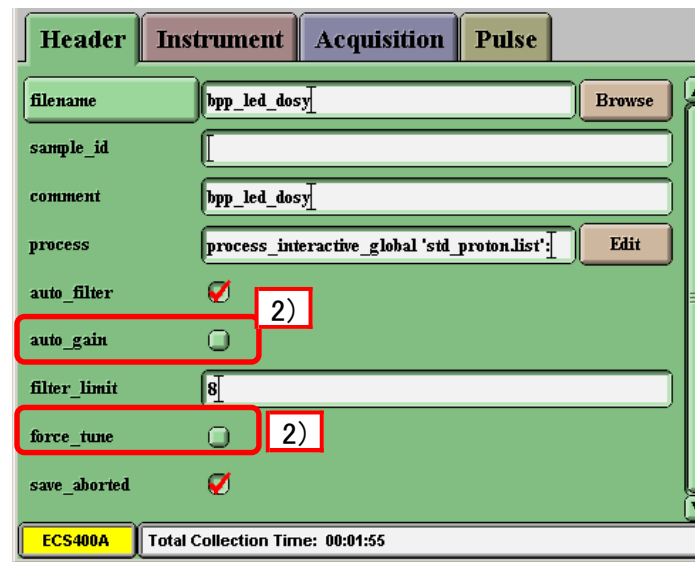 Header Instrument Acquisition Pulse
filename bpp_led_dosy Browse
sample_id
comment bpp_led_dosy
process process_interactive_global 'std_proton.list': Edit
auto_filter
2)
auto_gain
filter_limit 8
force_tune 2)
save_aborted
ECS400A Total Collection Time: 00:01:55